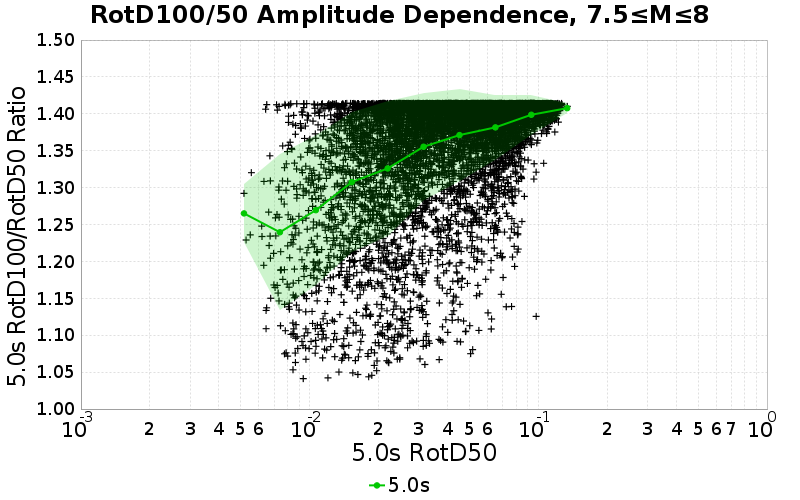 RotD100/50 Amplitude Dependence, 7.5≤M≤8
5.0s RotD100/RotD50 Ratio
1.50
1.45
1.40
1.35
1.30
1.25
1.20
1.15
1.10
1.05
1.00
10^-3 2 3 4 5 6 10^-2 2 3 4 5 6 10^-1 2 3 4 5 6 7 10^0
5.0s RotD50
5.0s